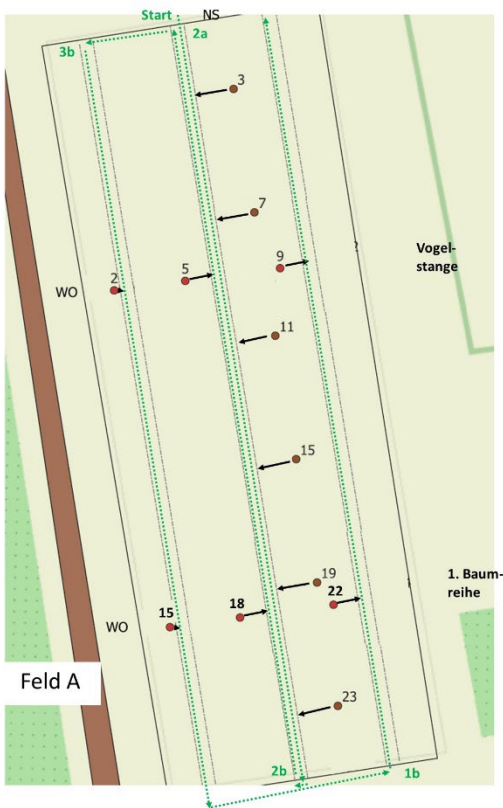 Start
NS
3b
2a
3
7
Vogel-
stange
5
9
WO
2
11
15
1. Baum-
reihe
19
22
18
15
WO
Feld A
23
2b
1b